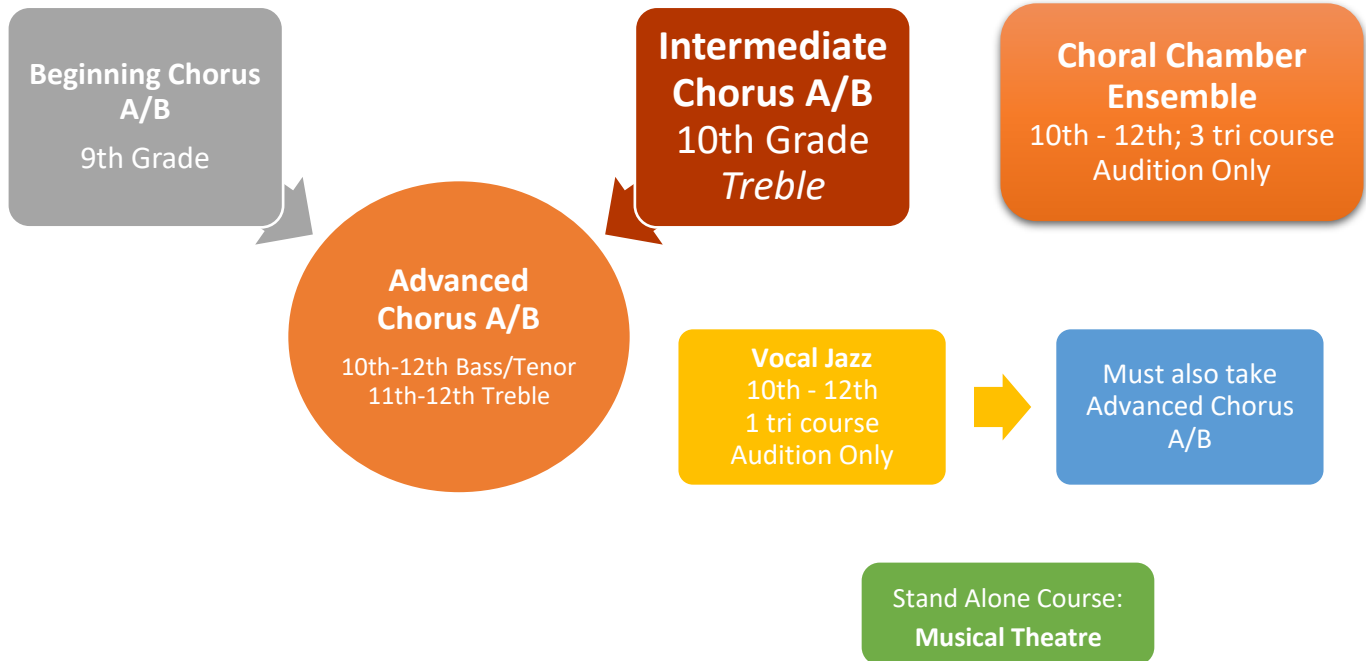 Beginning Chorus
A/B
9th Grade
Intermediate
Chorus A/B
10th Grade
Treble
Choral Chamber
Ensemble
10th - 12th; 3 tri course
Audition Only
Advanced
Chorus A/B
10th-12th Bass/Tenor
11th-12th Treble
Vocal Jazz
10th - 12th
1 tri course
Audition Only
Must also take
Advanced Chorus
A/B
Stand Alone Course:
Musical Theatre